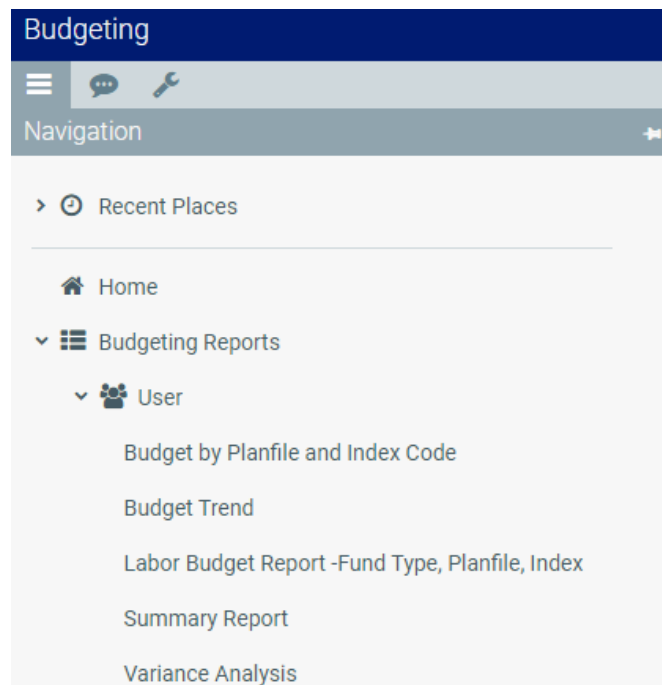 Budgeting
Navigation
Recent Places
Home
Budgeting Reports
User
Budget by Planfile and Index Code
Budget Trend
Labor Budget Report -Fund Type, Planfile, Index
Summary Report
Variance Analysis